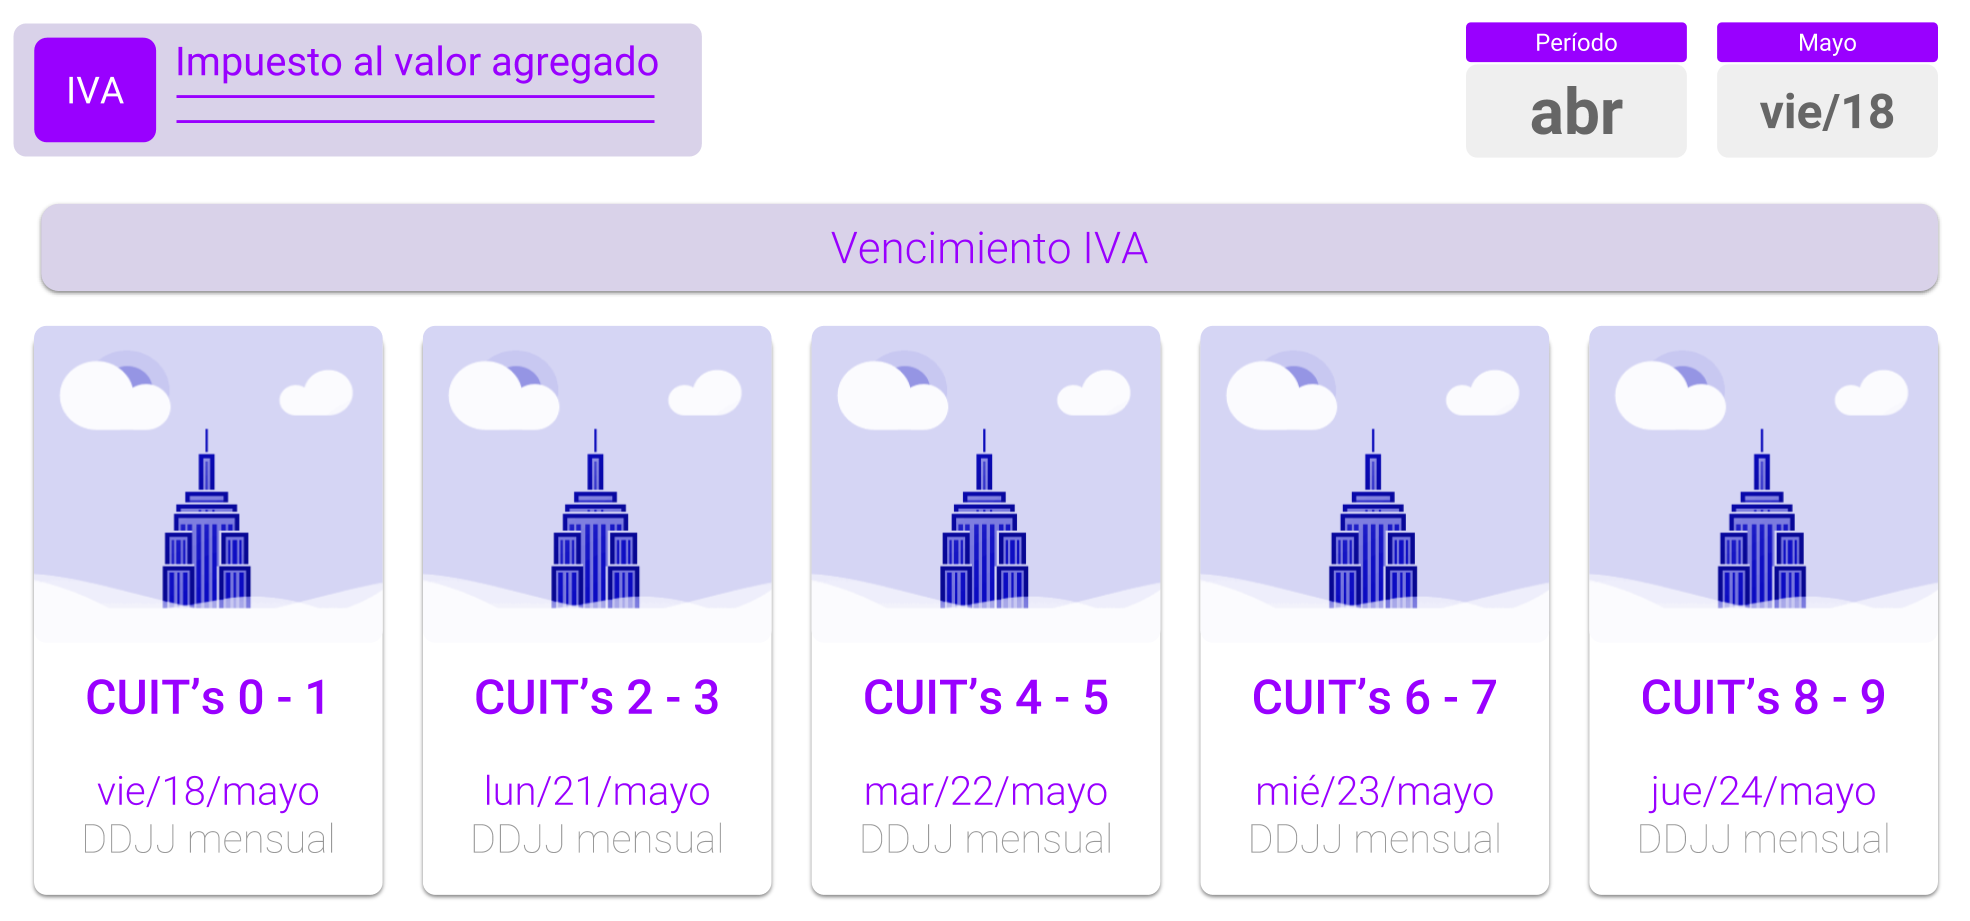 IVA
Impuesto al valor agregado
Período
abr
Mayo
vie/18
Vencimiento IVA
CUIT’s 0 - 1
vie/18/mayo
DDJJ mensual
CUIT’s 2 - 3
lun/21/mayo
DDJJ mensual
CUIT’s 4 - 5
mar/22/mayo
DDJJ mensual
CUIT’s 6 - 7
mié/23/mayo
DDJJ mensual
CUIT’s 8 - 9
jue/24/mayo
DDJJ mensual